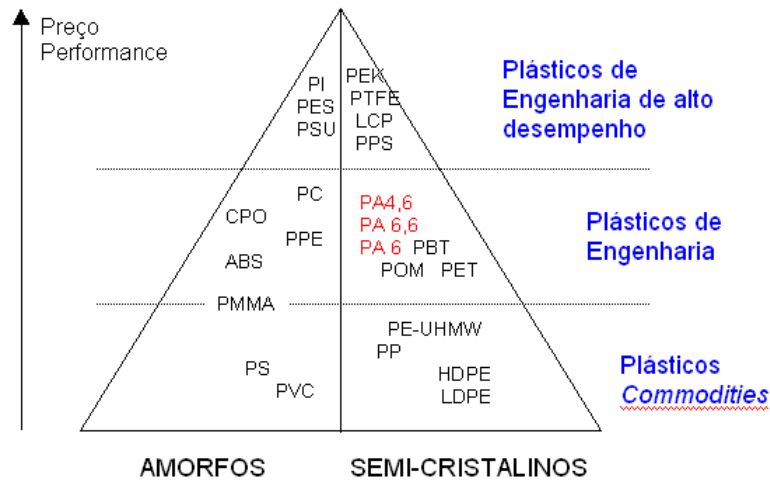 Preço
Performance
PI
PES
PSU
PEK
PTFE
LCP
PPS
Plásticos de
Engenharia de alto
desempenho
PC
CPO
PPE
ABS
PA4,6
PA 6,6
PA 6 PBT
POM PET
Plásticos de
Engenharia
PMMA
PS
PVC
PE-UHMW
PP
HDPE
LDPE
Plásticos
Commodities
AMORFOS
SEMI-CRISTALINOS